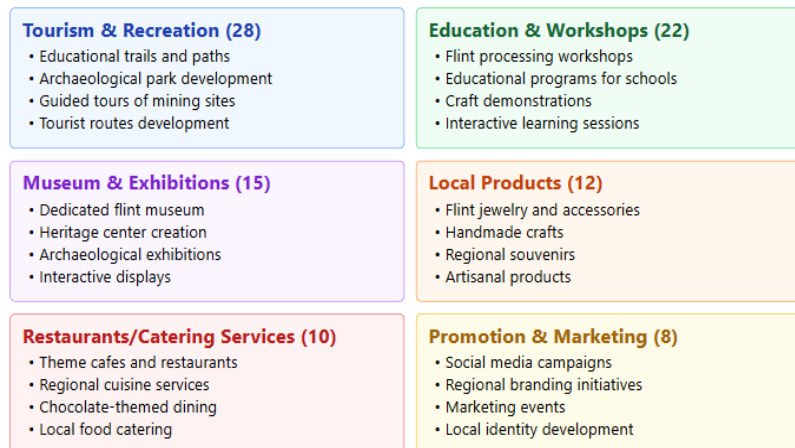 Tourism & Recreation (28)
• Educational trails and paths
• Archaeological park development
• Guided tours of mining sites
• Tourist routes development
Education & Workshops (22)
• Flint processing workshops
• Educational programs for schools
• Craft demonstrations
• Interactive learning sessions
Museum & Exhibitions (15)
• Dedicated flint museum
• Heritage center creation
• Archaeological exhibitions
• Interactive displays
Local Products (12)
• Flint jewelry and accessories
• Handmade crafts
• Regional souvenirs
• Artisanal products
Restaurants/Catering Services (10)
• Theme cafes and restaurants
• Regional cuisine services
• Chocolate-themed dining
• Local food catering
Promotion & Marketing (8)
• Social media campaigns
• Regional branding initiatives
• Marketing events
• Local identity development